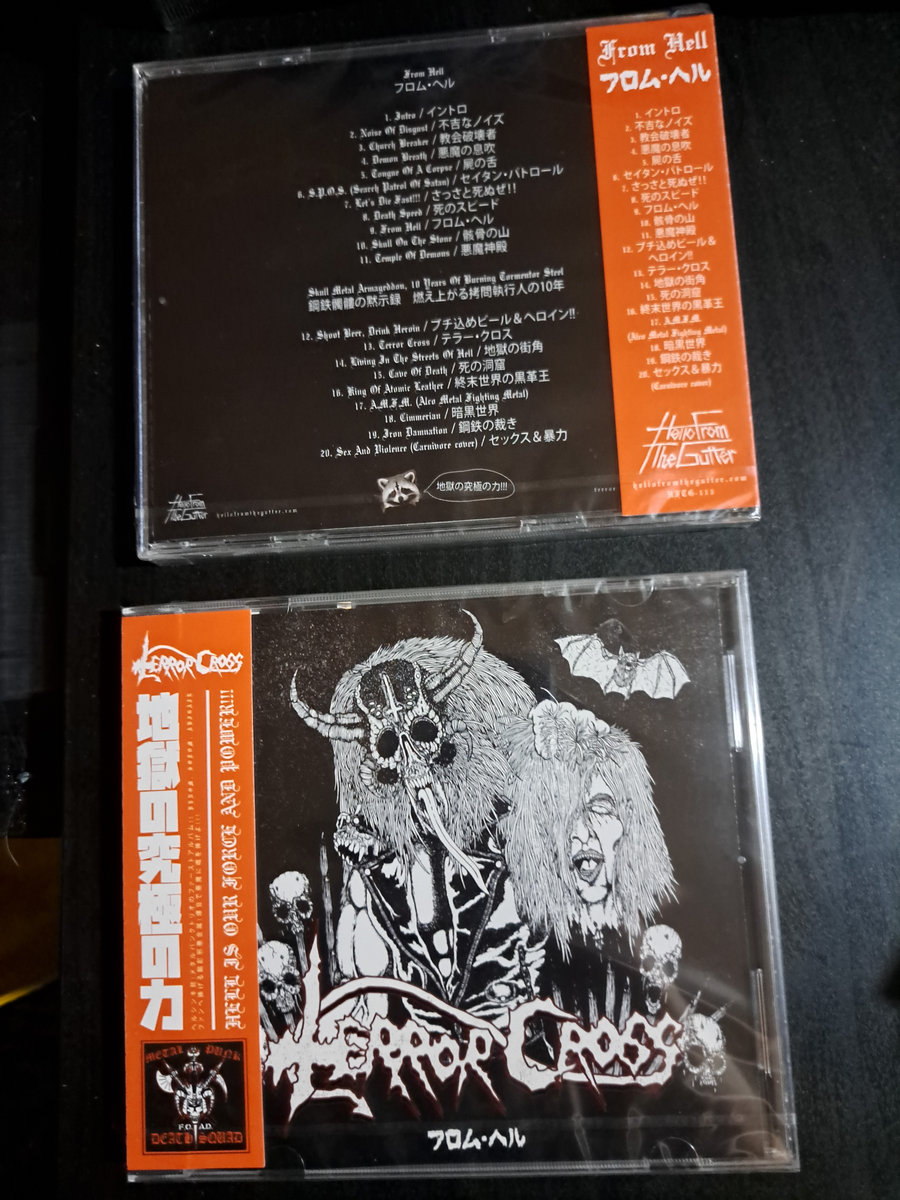 From Hell
フロム・ヘル
1. Intro / イントロ
2. Noise Of Disgust / 不吉なノイズ
3. Church Breaker / 教会破壊者
4. Demon Breath / 悪魔の息吹
5. Tongue Of A Corpse / 屍の舌
6. S.P.O.S. (Search Patrol Of Satan) / セイタン・パトロール
7. Let's Die Fast!!! / さっさと死ぬぜ!!
8. Death Speed / 死のスピード
9. From Hell / フロム・ヘル
10. Skull On The Stone / 骸骨の山
11. Temple Of Demons / 悪魔神殿
Skull Metal Armageddon, 10 Years Of Burning Tormentor Steel
鋼鉄髑髏の黙示録 燃え上がる拷問執行人の10年
12. Shoot Beer, Drink Heroin / ブチ込めビール&ヘロイン!!
13. Terror Cross / テラー・クロス
14. Living In The Streets Of Hell / 地獄の街角
15. Cave Of Death / 死の洞窟
16. King Of Atomic Leather / 終末世界の黒革王
17. A.M.F.M. (Alco Metal Fighting Metal)
18. Cimmerian / 暗黒世界
19. Iron Damnation / 鋼鉄の裁き
20. Sex And Violence (Carnivore cover) / セックス&暴力
地獄の究極の力!!!
Hells From
The Gutter
hellsfromthegutter.com
terror
From Hell
フロム・ヘル
1. イントロ
2. 不吉なノイズ
3. 教会破壊者
4. 悪魔の息吹
5. 屍の舌
6. セイタン・パトロール
7. さっさと死ぬぜ!!
8. 死のスピード
9. フロム・ヘル
10. 骸骨の山
11. 悪魔神殿
12. ブチ込めビール&
ヘロイン!!
13. テラー・クロス
14. 地獄の街角
15. 死の洞窟
16. 終末世界の黒革王
17. A.M.F.M.
(Alco Metal Fighting Metal)
18. 暗黒世界
19. 鋼鉄の裁き
20. セックス&暴力
(Carnivore cover)
Hells From
The Gutter
hellsfromthegutter.com
HFTG-113
TERROR CROSS
地獄の究極の力
HELL IS OUR FORCE AND POWER!!!
METAL PUNK
F.O.A.D.
DEATH SQUAD
TERROR CROSS
フロム・ヘル